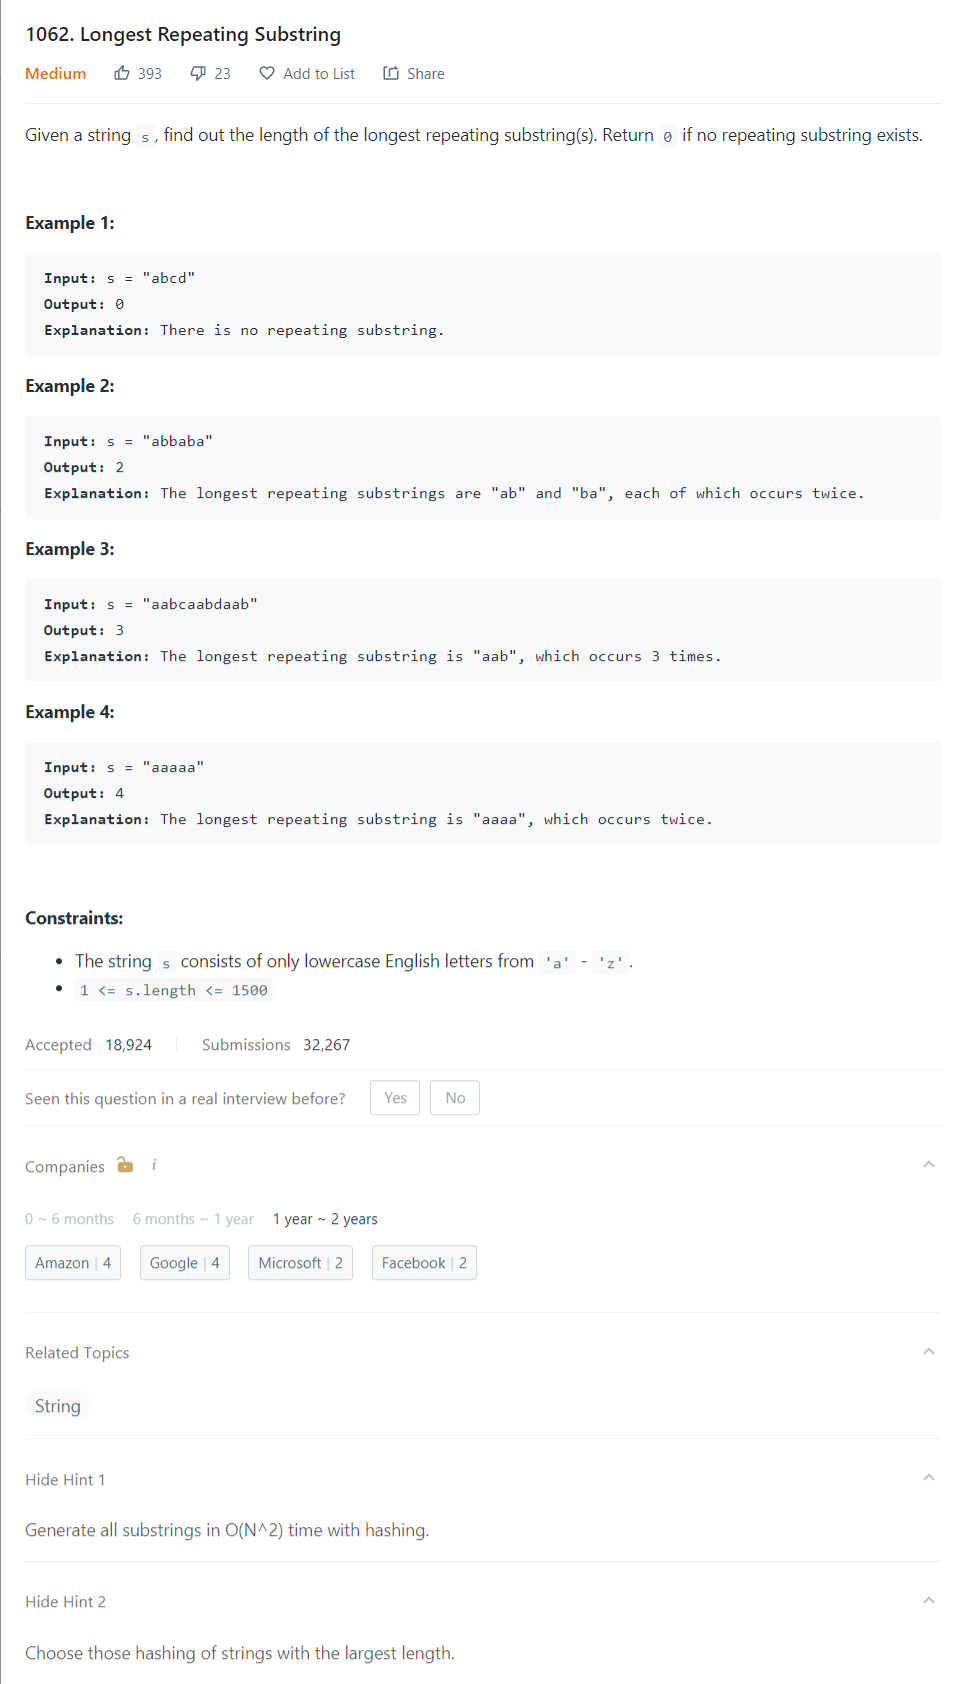 1062. Longest Repeating Substring
Medium 393 23 Add to List Share
Given a string s, find out the length of the longest repeating substring(s). Return 0 if no repeating substring exists.
Example 1:
Input: s = "abcd"
Output: 0
Explanation: There is no repeating substring.
Example 2:
Input: s = "abbaba"
Output: 2
Explanation: The longest repeating substrings are "ab" and "ba", each of which occurs twice.
Example 3:
Input: s = "aabcaabdaab"
Output: 3
Explanation: The longest repeating substring is "aab", which occurs 3 times.
Example 4:
Input: s = "aaaaa"
Output: 4
Explanation: The longest repeating substring is "aaaa", which occurs twice.
Constraints:
• The string s consists of only lowercase English letters from 'a' - 'z'.
• 1 <= s.length <= 1500
Accepted 18,924 Submissions 32,267
Seen this question in a real interview before? Yes No
Companies i
0 ~ 6 months 6 months ~ 1 year 1 year ~ 2 years
Amazon | 4 Google | 4 Microsoft | 2 Facebook | 2
Related Topics
String
Hide Hint 1
Generate all substrings in O(N^2) time with hashing.
Hide Hint 2
Choose those hashing of strings with the largest length.